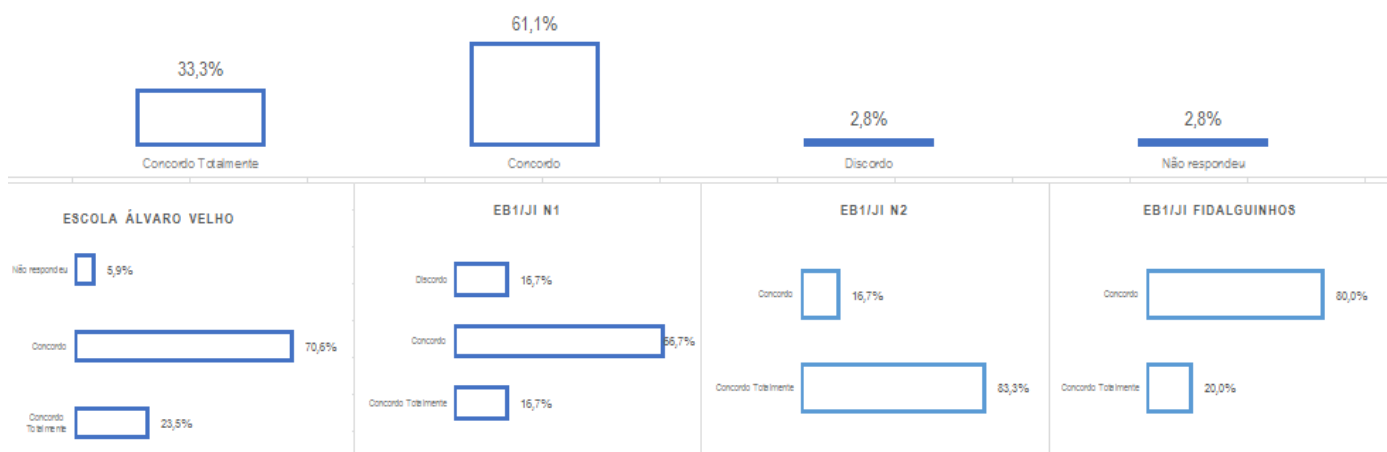 33,3%
61,1%
2,8%
2,8%
Concordo Totalmente
Concordo
Discordo
Não respondeu
ESCOLA ÁLVARO VELHO
Não respondeu
5,9%
Concordo
70,6%
Concordo
Totalmente
23,5%
EB1/JI N1
Discordo
16,7%
Concordo
66,7%
Concordo Totalmente
16,7%
EB1/JI N2
Concordo
16,7%
Concordo Totalmente
83,3%
EB1/JI FIDALGUINHOS
Concordo
80,0%
Concordo Totalmente
20,0%